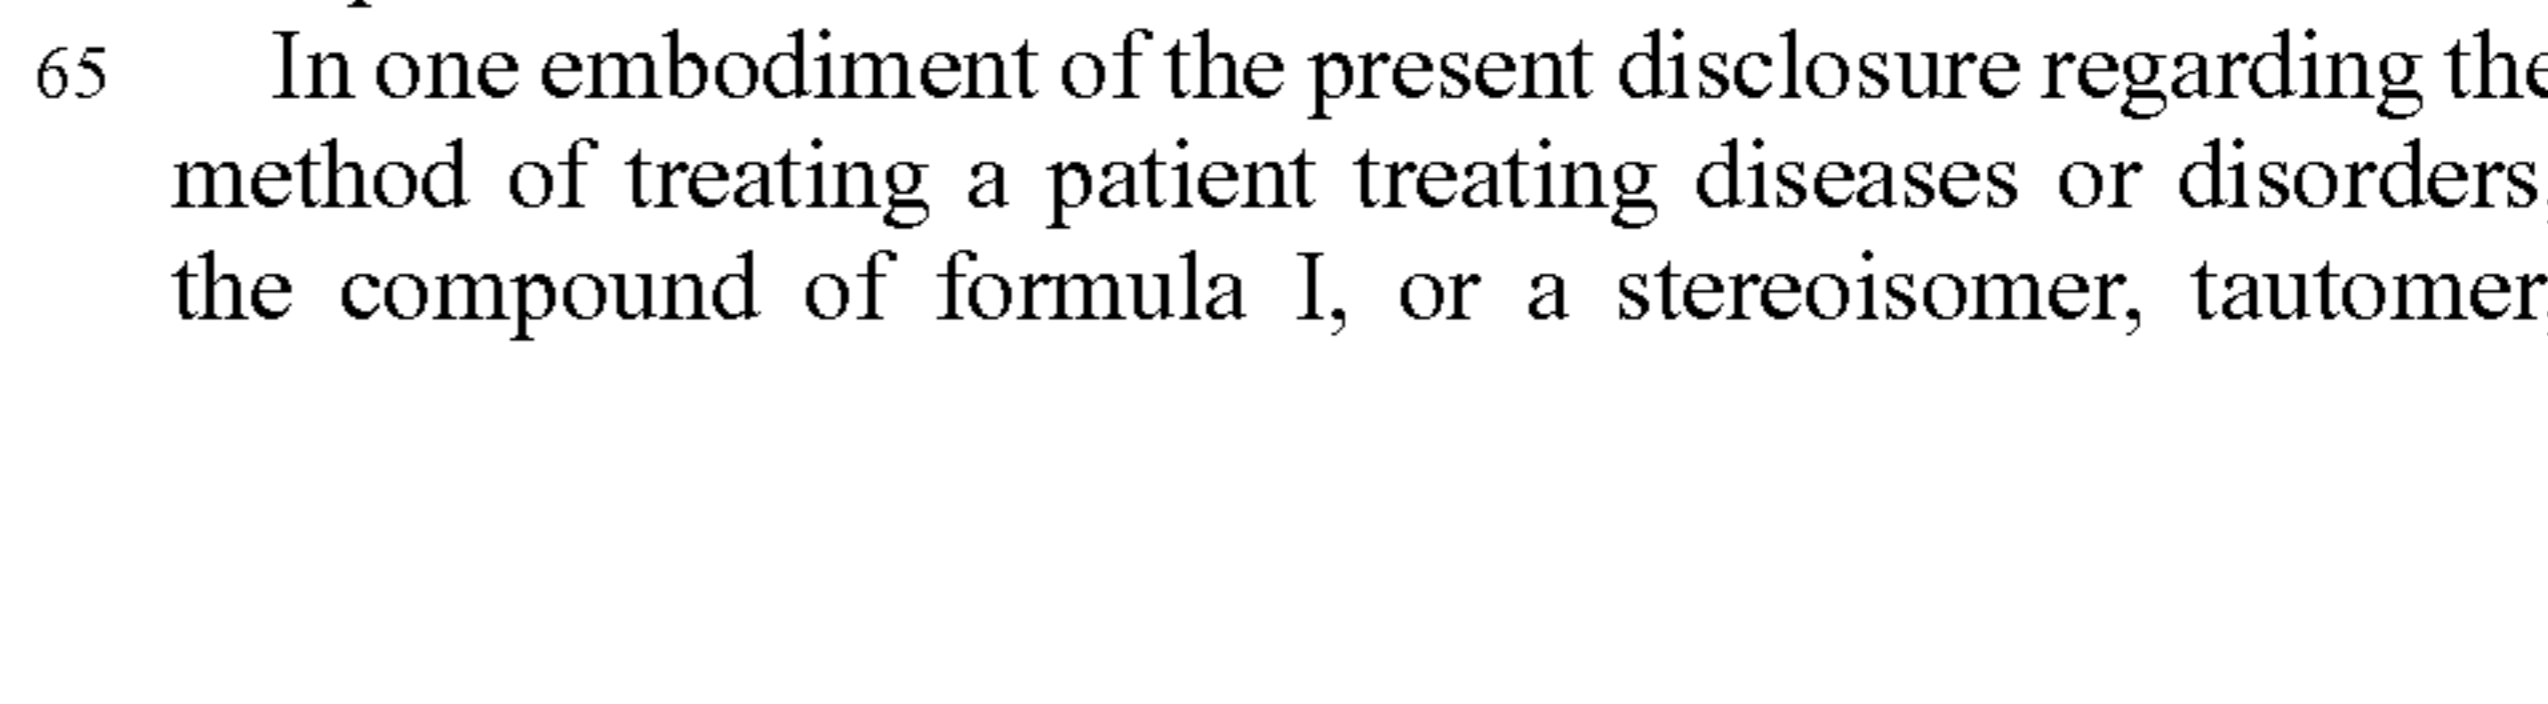 65 In one embodiment of the present disclosure regarding the
method of treating a patient treating diseases or disorders,
the compound of formula I, or a stereoisomer, tautomer,